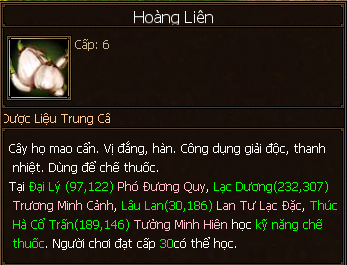 Hoàng Liên
Cấp: 6
Dược Liệu Trung Câ
Cây họ mao cấn. Vị đắng, hàn. Công dụng giải độc, thanh
nhiệt. Dùng để chế thuốc.
Tại Đại Lý (97,122) Phó Đương Quy, Lạc Dương(232,307)
Trương Minh Cảnh, Lâu Lan(30,186) Lan Tư Lạc Đặc, Thúc
Hà Cổ Trấn(189,146) Tưởng Minh Hiên học kỹ năng chế
thuốc. Người chơi đạt cấp 30có thể học.